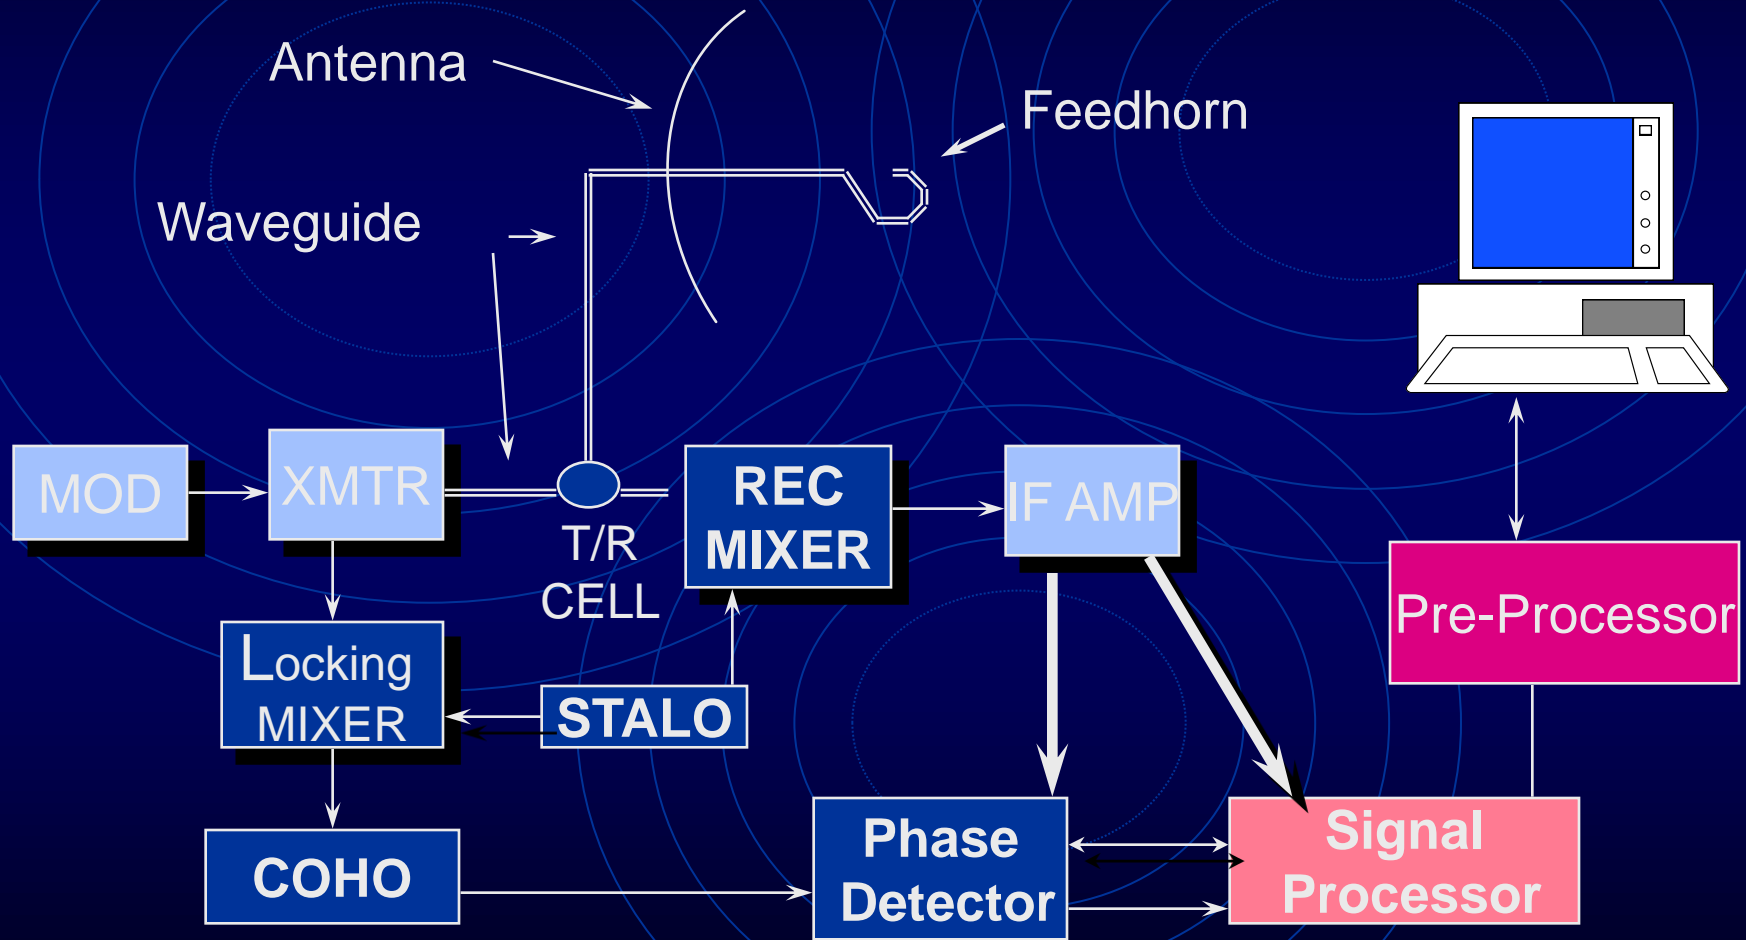 Antenna
Feedhorn
Waveguide
MOD
XMTR
T/R
CELL
REC
MIXER
IF AMP
Pre-Processor
Locking
MIXER
STALO
COHO
Phase
Detector
Signal
Processor